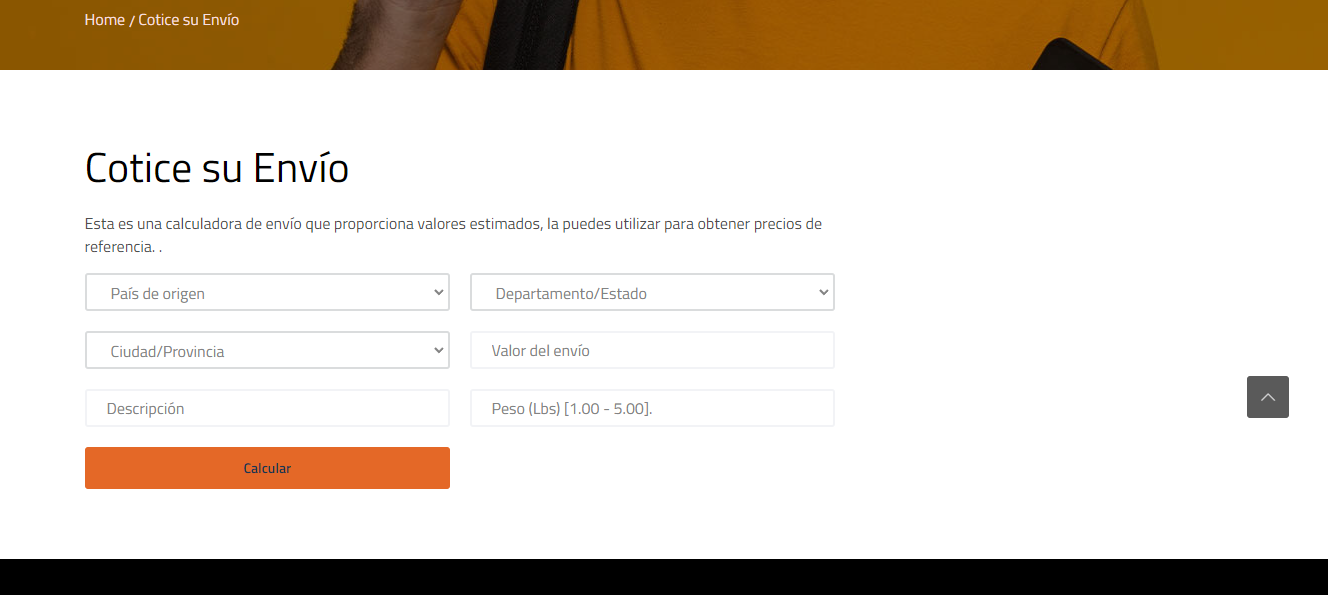 Home / Cotice su Envío
Cotice su Envío
Esta es una calculadora de envío que proporciona valores estimados, la puedes utilizar para obtener precios de
referencia. .
País de origen
Departamento/Estado
Ciudad/Provincia
Valor del envío
Descripción
Peso (Lbs) [1.00 - 5.00].
Calcular